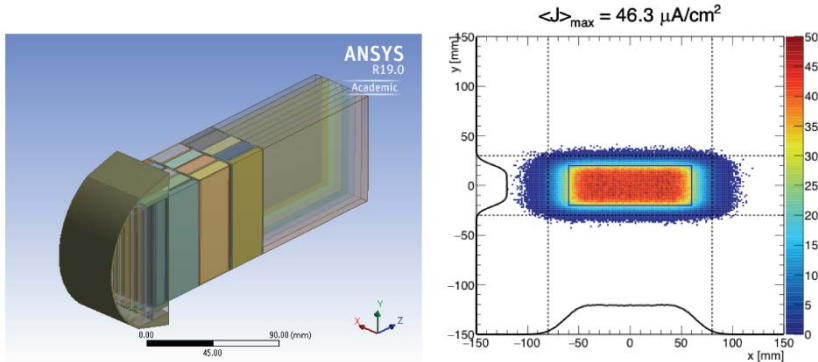 ANSYS
R19.0
Academic
Y
X
Z
0.00
90.00 (mm)
45.00
<J>max = 46.3 μA/cm²
y [mm]
150
100
50
0
−50
−100
−150
−150 −100 −50 0 50 100 150
x [mm]
50
45
40
35
30
25
20
15
10
5
0